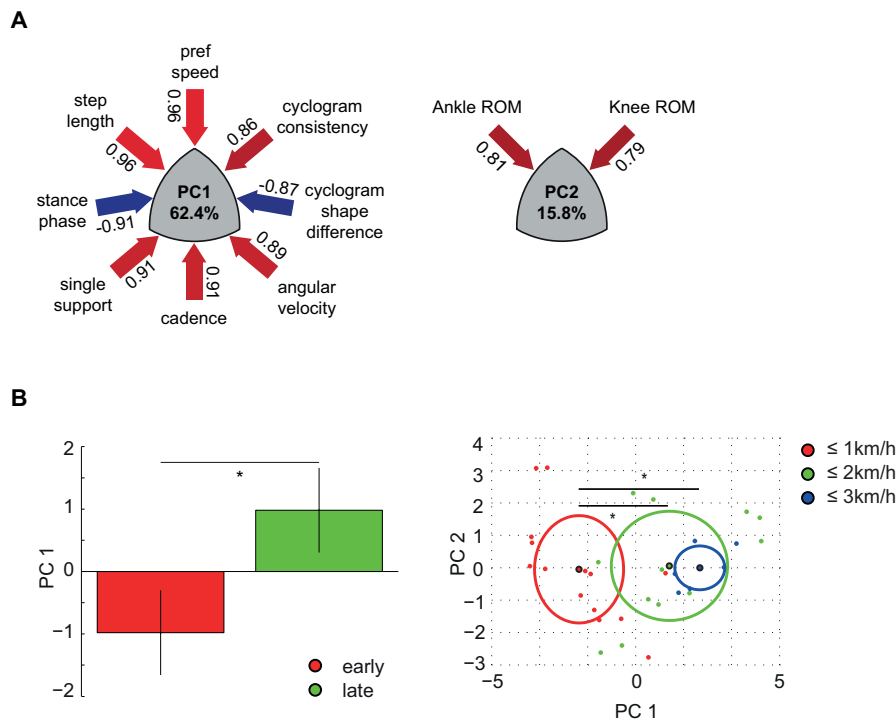 A
pref
speed
0.96
step
length
0.96
cyclogram
consistency
0.86
stance
phase
-0.91
PC1
62.4%
-0.87
cyclogram
shape
difference
single
support
0.91
0.91
cadence
0.89
angular
velocity
Ankle ROM
0.81
Knee ROM
0.79
PC2
15.8%
B
2
1
0
−1
−2
PC 1
*
early
late
4
3
2
1
0
−1
−2
−3
PC 2
*
*
−5
0
5
PC 1
≤ 1km/h
≤ 2km/h
≤ 3km/h